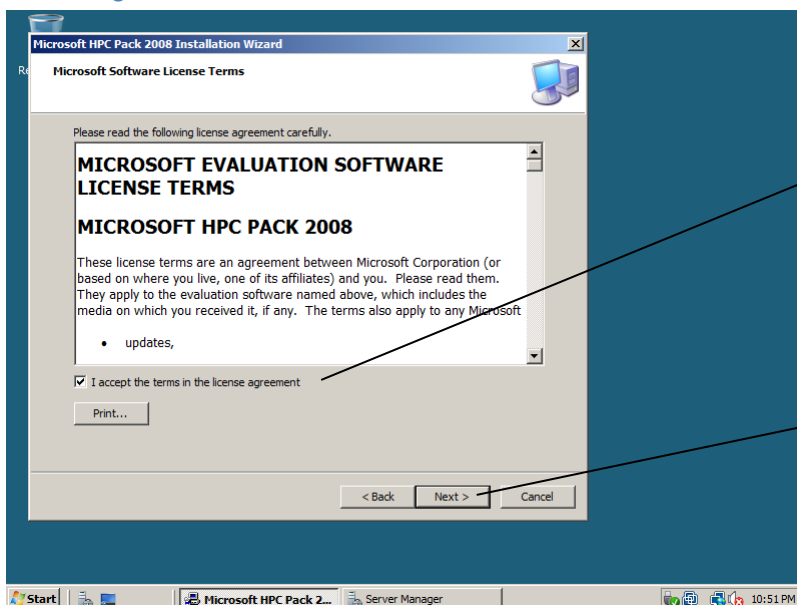 Microsoft HPC Pack 2008 Installation Wizard
Re
Microsoft Software License Terms
Please read the following license agreement carefully.
MICROSOFT EVALUATION SOFTWARE
LICENSE TERMS
MICROSOFT HPC PACK 2008
These license terms are an agreement between Microsoft Corporation (or
based on where you live, one of its affiliates) and you.  Please read them.
They apply to the evaluation software named above, which includes the
media on which you received it, if any.  The terms also apply to any Microsoft
• updates,
I accept the terms in the license agreement
Print...
< Back
Next >
Cancel
Start
Microsoft HPC Pack 2...
Server Manager
10:51 PM